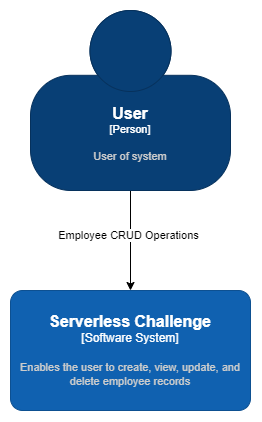 User
[Person]
User of system
Employee CRUD Operations
Serverless Challenge
[Software System]
Enables the user to create, view, update, and
delete employee records